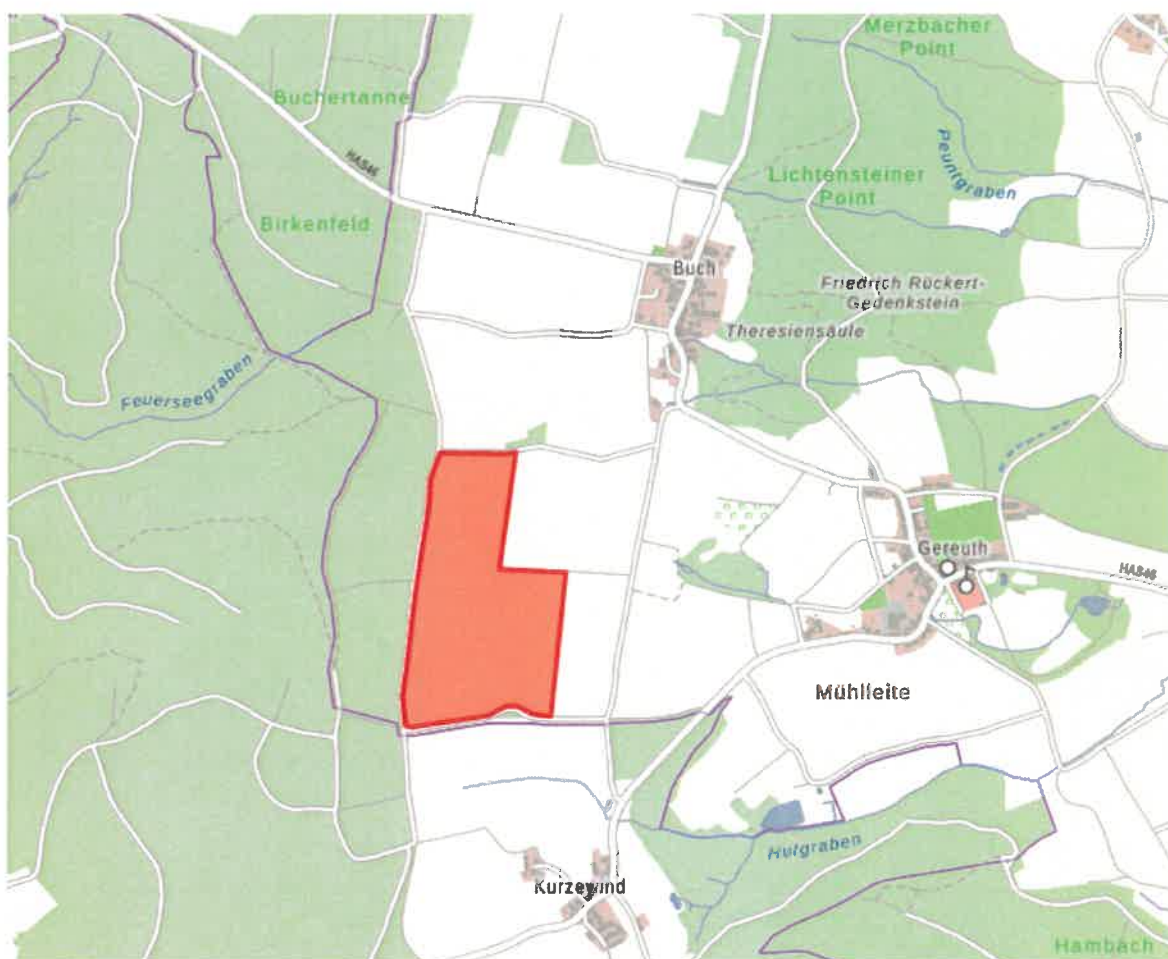 Merzbacher
Point
Buchertanne
HAS46
Peuntgraben
Lichtensteiner
Point
Birkenfeld
Buch
Friedrich Rückert-
Gedenkstein
Theresiensäule
Feuerseegraben
Gereuth
HAS46
Mühlleite
Hutgraben
Kurzewind
Hambach